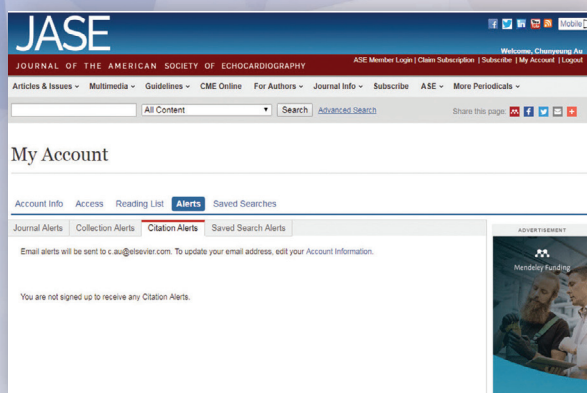 Mobile
JASE
Welcome, Chunyeung Au
JOURNAL OF THE AMERICAN SOCIETY OF ECHOCARDIOGRAPHY
ASE Member Login | Claim Subscription | Subscribe | My Account | Logout
Articles & Issues Multimedia Guidelines CME Online For Authors Journal Info Subscribe ASE More Periodicals
All Content Search Advanced Search Share this page:
My Account
Account Info Access Reading List Alerts Saved Searches
Journal Alerts Collection Alerts Citation Alerts Saved Search Alerts
ADVERTISEMENT
Email alerts will be sent to c.au@elsevier.com. To update your email address, edit your Account Information.
Mendeley Funding
You are not signed up to receive any Citation Alerts.